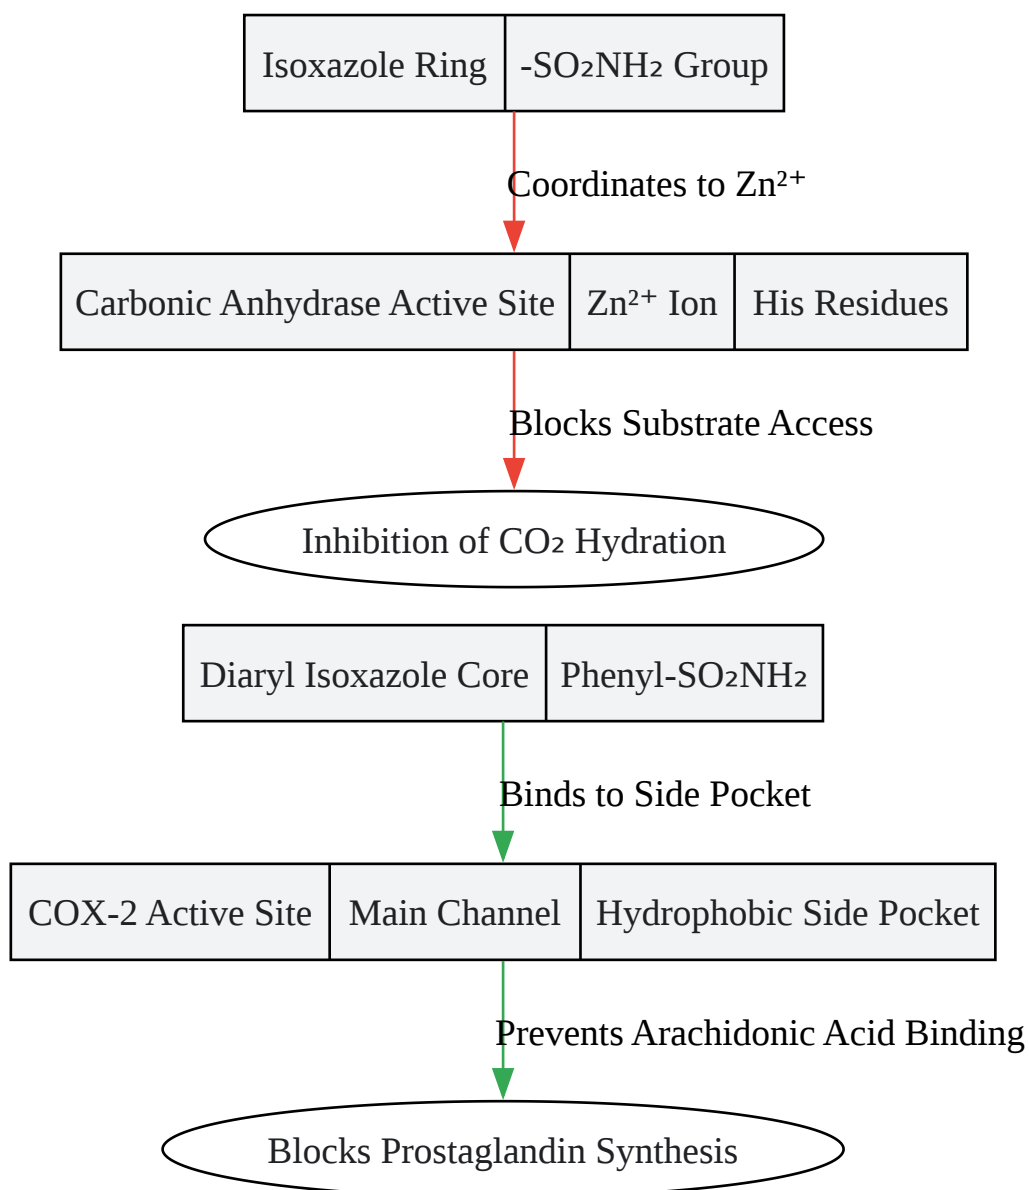 Isoxazole Ring
-SO₂NH₂ Group
Coordinates to Zn²⁺
Carbonic Anhydrase Active Site
Zn²⁺ Ion
His Residues
Blocks Substrate Access
Inhibition of CO₂ Hydration
Diaryl Isoxazole Core
Phenyl-SO₂NH₂
Binds to Side Pocket
COX-2 Active Site
Main Channel
Hydrophobic Side Pocket
Prevents Arachidonic Acid Binding
Blocks Prostaglandin Synthesis